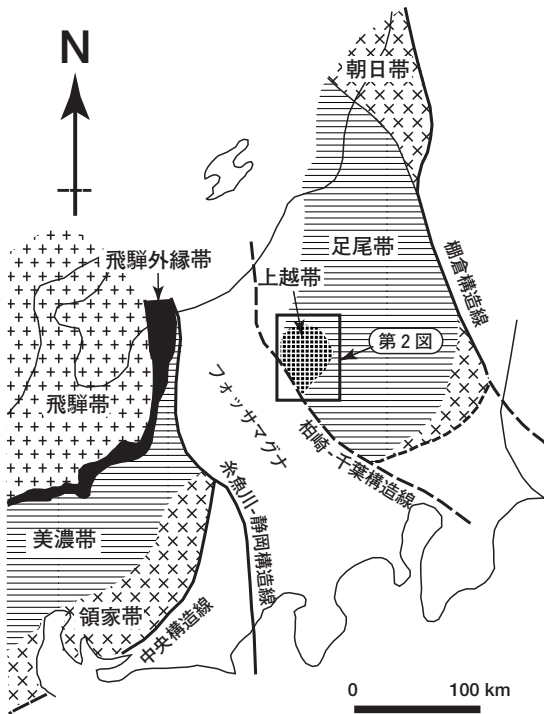 N
朝日帯
足尾帯
飛騨外縁帯
上越帯
棚倉構造線
第2図
フォッサマグナ
飛騨帯
柏崎-千葉構造線
糸魚川-静岡構造線
美濃帯
領家帯
中央構造線
0 100 km